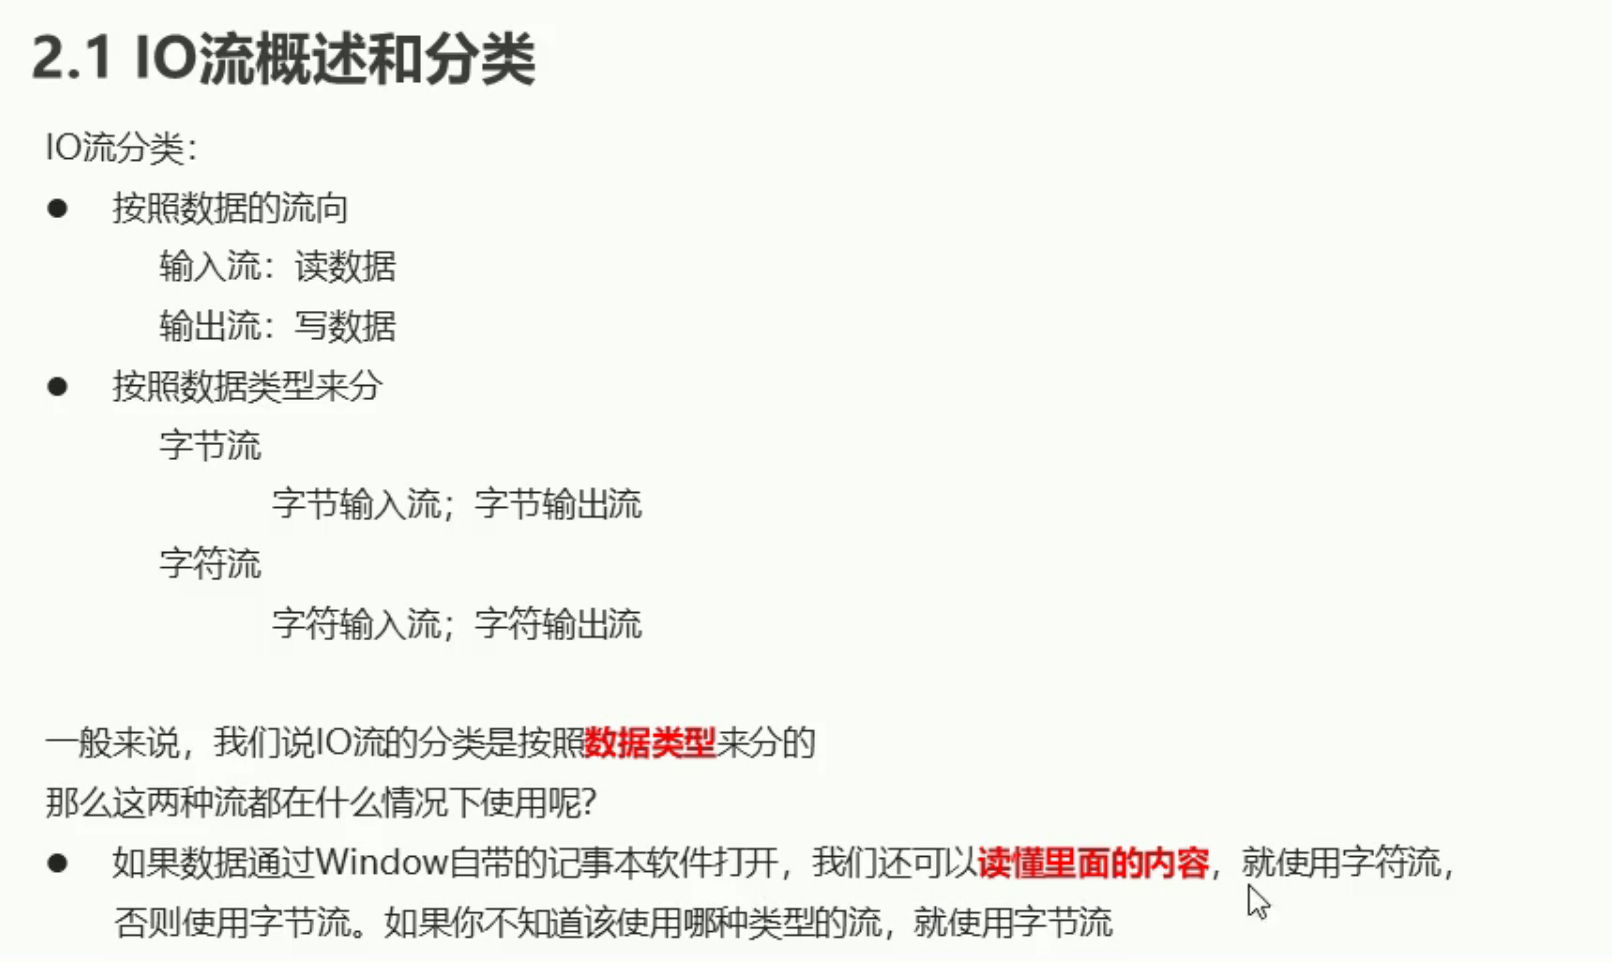 2.1 IO流概述和分类
IO流分类：
● 按照数据的流向
输入流：读数据
输出流：写数据
● 按照数据类型来分
字节流
字节输入流；字节输出流
字符流
字符输入流；字符输出流
一般来说，我们说IO流的分类是按照数据类型来分的
那么这两种流都在什么情况下使用呢?
● 如果数据通过Window自带的记事本软件打开，我们还可以读懂里面的内容，就使用字符流，
否则使用字节流。如果你不知道该使用哪种类型的流，就使用字节流